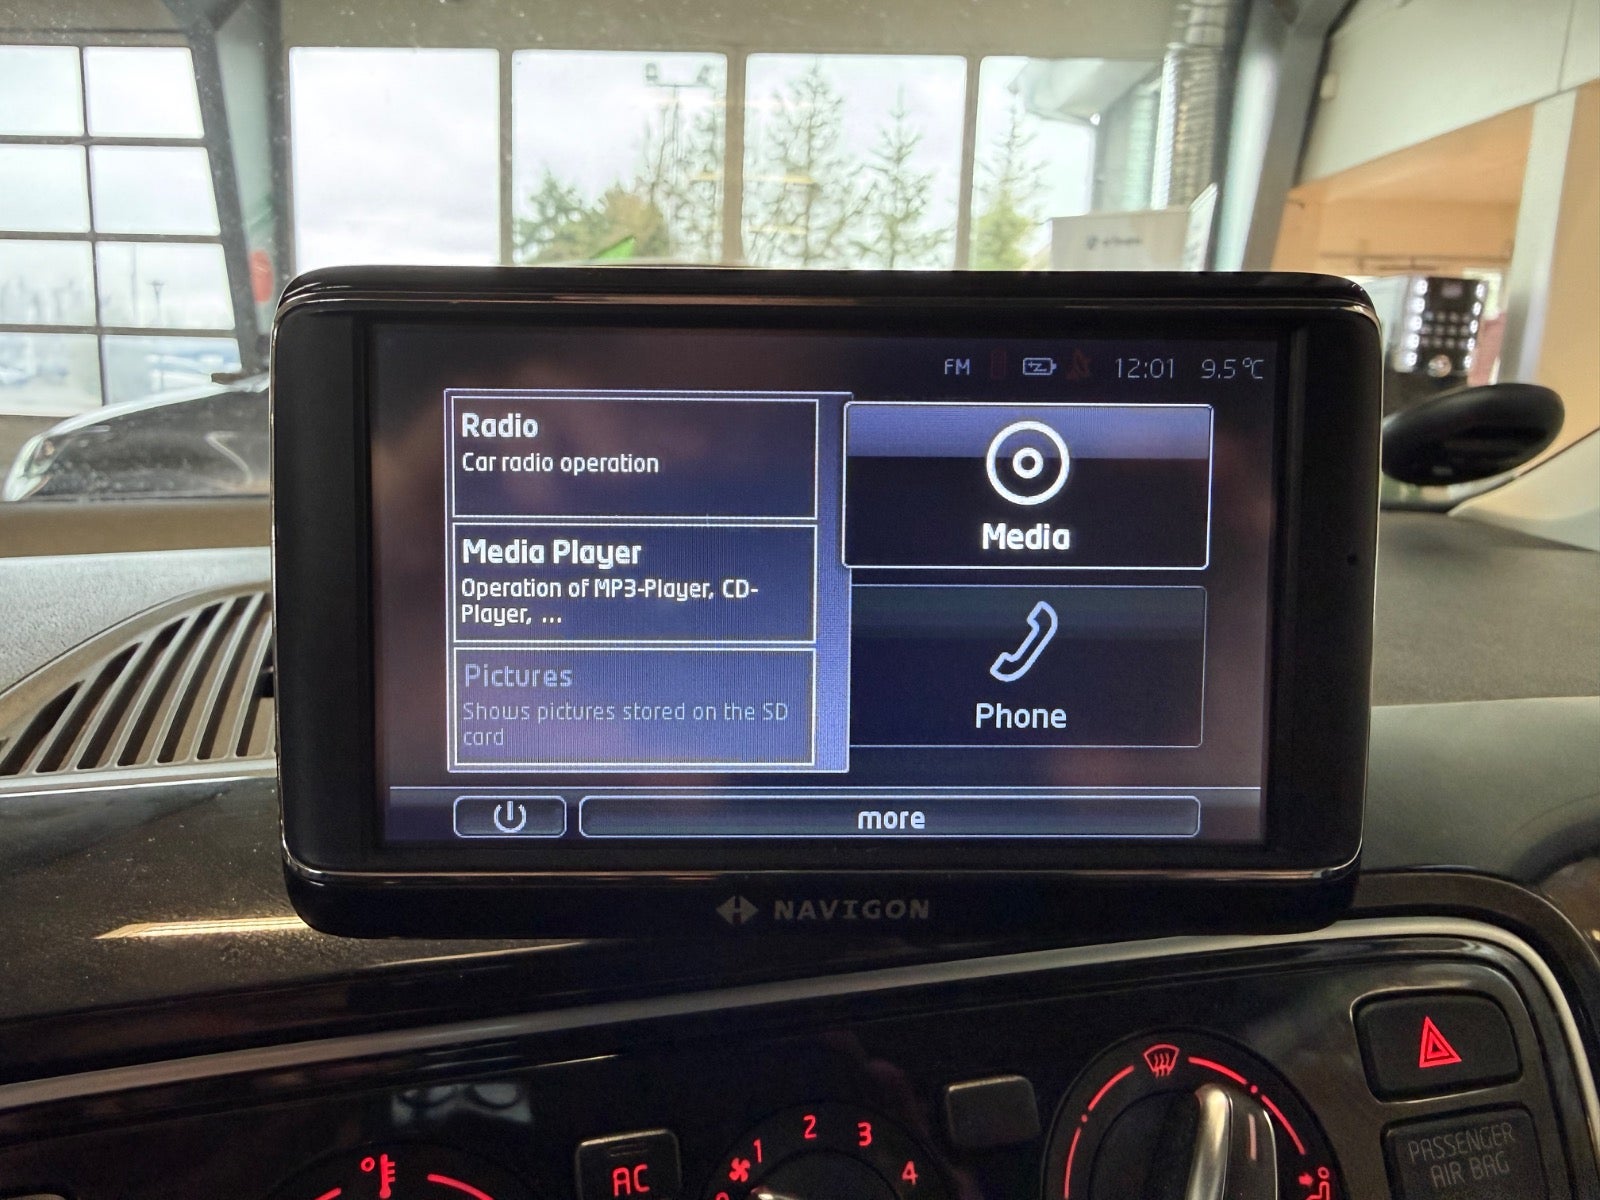 FM 12:01 9.5°C
Radio
Car radio operation
Media Player
Operation of MP3-Player, CD-
Player, ...
Pictures
Shows pictures stored on the SD
card
Media
Phone
more
NAVIGON
AC
1 2 3 4
PASSENGER
AIR BAG